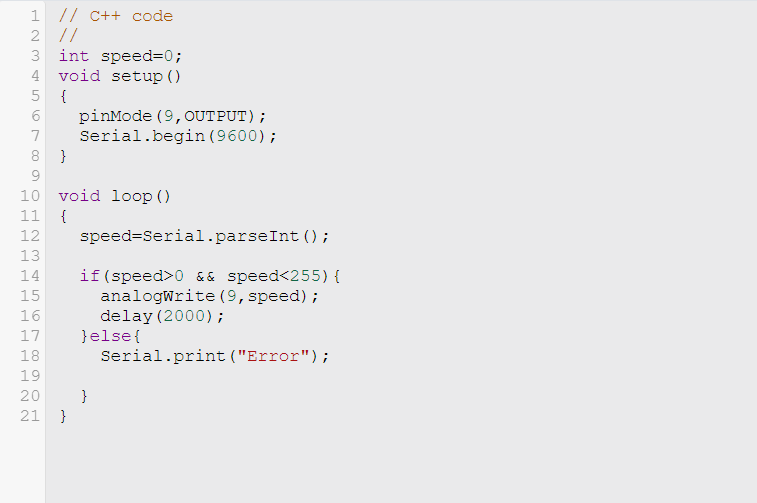 1 // C++ code
2 //
3 int speed=0;
4 void setup()
5 {
6   pinMode(9,OUTPUT);
7   Serial.begin(9600);
8 }
9
10 void loop()
11 {
12   speed=Serial.parseInt();
13
14   if(speed>0 && speed<255){
15     analogWrite(9,speed);
16     delay(2000);
17   }else{
18     Serial.print("Error");
19
20   }
21 }